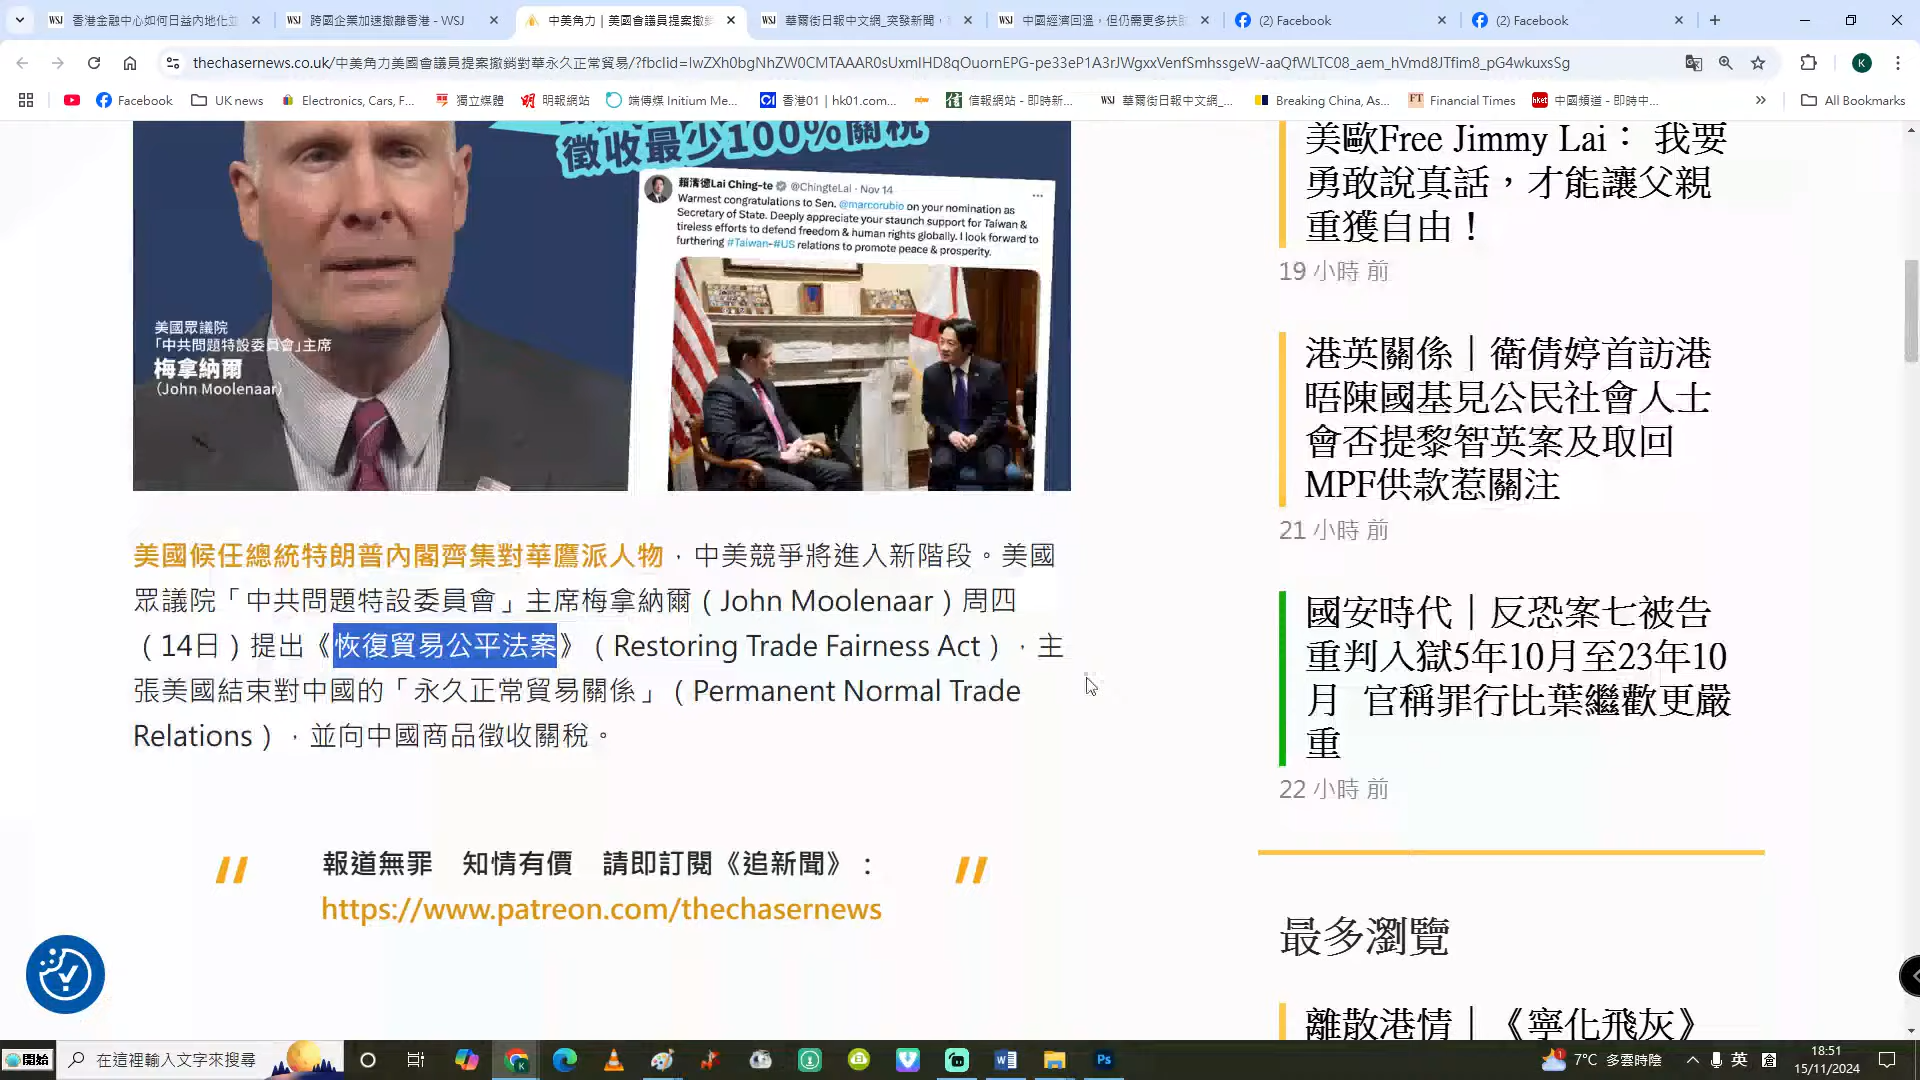 香港金融中心如何日益內地化並
跨國企業加速撤離香港 - WSJ
中美角力｜美國會議員提案撤銷
華爾街日報中文網_突發新聞，
中國經濟回溫，但仍需更多扶
(2) Facebook
(2) Facebook
thechasernews.co.uk/中美角力美國會議員提案撤銷對華永久正常貿易/?fbclid=IwZXh0bgNhZW0CMTAAAR0sUxmIHD8qOuornEPG-pe33eP1A3rJWgxxVenfSmhssgeW-aaQfWLTC08_aem_hVmd8JTfim8_pG4wkuxsSg
Facebook
UK news
Electronics, Cars, F...
獨立媒體
明報網站
端傳媒 Initium Me...
香港01 | hk01.com...
信報網站 - 即時新...
華爾街日報中文網_...
Breaking China, As...
Financial Times
中國頻道 - 即時中...
All Bookmarks
徵收最少100%關稅
賴清德Lai Ching-te @ChingteLai · Nov 14
Warmest congratulations to Sen. @marcorubio on your nomination as
Secretary of State. Deeply appreciate your staunch support for Taiwan &
tireless efforts to defend freedom & human rights globally. I look forward to
furthering #Taiwan-#US relations to promote peace & prosperity.
美國眾議院
「中共問題特設委員會」主席
梅拿納爾
（John Moolenaar）
美國候任總統特朗普內閣齊集對華鷹派人物，中美競爭將進入新階段。美國
眾議院「中共問題特設委員會」主席梅拿納爾（John Moolenaar）周四
（14日）提出《恢復貿易公平法案》（Restoring Trade Fairness Act），主
張美國結束對中國的「永久正常貿易關係」（Permanent Normal Trade
Relations），並向中國商品徵收關稅。
報道無罪　知情有價　請即訂閱《追新聞》：
https://www.patreon.com/thechasernews
美歐Free Jimmy Lai： 我要
勇敢說真話，才能讓父親
重獲自由！
19 小時 前
港英關係｜衛倩婷首訪港
晤陳國基見公民社會人士
會否提黎智英案及取回
MPF供款惹關注
21 小時 前
國安時代｜反恐案七被告
重判入獄5年10月至23年10
月 官稱罪行比葉繼歡更嚴
重
22 小時 前
最多瀏覽
離散港情｜《寧化飛灰》
開始
在這裡輸入文字來搜尋
7°C 多雲時陰
英
18:51
15/11/2024